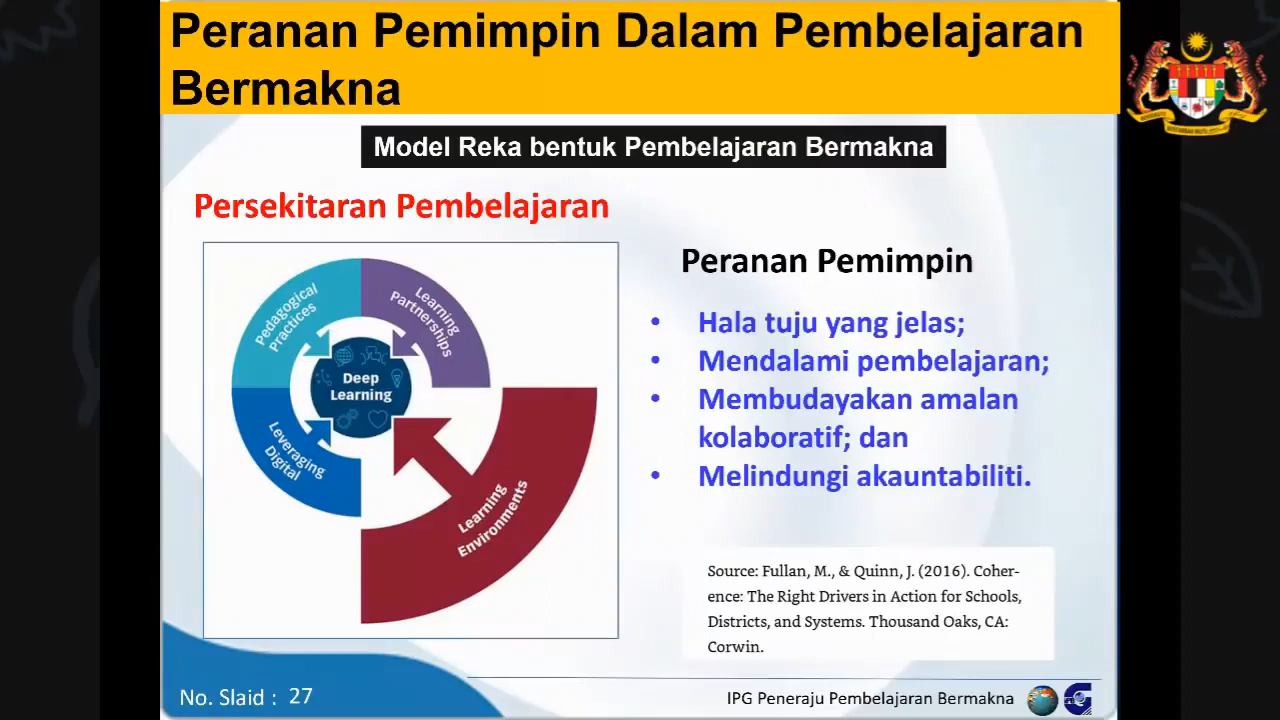 Peranan Pemimpin Dalam Pembelajaran
Bermakna
Model Reka bentuk Pembelajaran Bermakna
Persekitaran Pembelajaran
Pedagogical
Practices
Learning
Partnerships
Deep
Learning
Leveraging
Digital
Learning
Environments
Peranan Pemimpin
• Hala tuju yang jelas;
• Mendalami pembelajaran;
• Membudayakan amalan
kolaboratif; dan
• Melindungi akauntabiliti.
Source: Fullan, M., & Quinn, J. (2016). Coher-
ence: The Right Drivers in Action for Schools,
Districts, and Systems. Thousand Oaks, CA:
Corwin.
No. Slaid : 27
IPG Peneraju Pembelajaran Bermakna